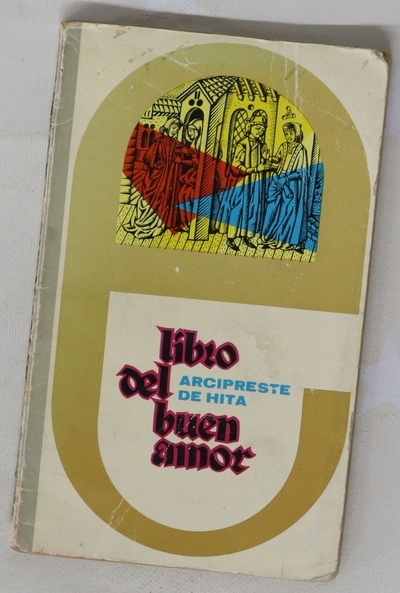 libro
del
buen
amor
ARCIPRESTE
DE HITA